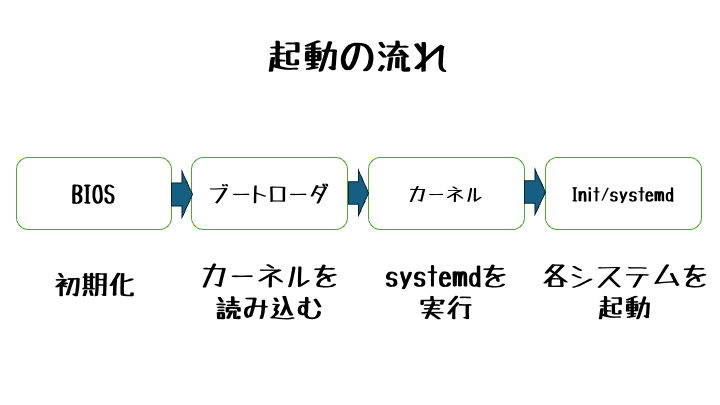 起動の流れ
BIOS
ブートローダ
カーネル
Init/systemd
初期化
カーネルを
読み込む
systemdを
実行
各システムを
起動